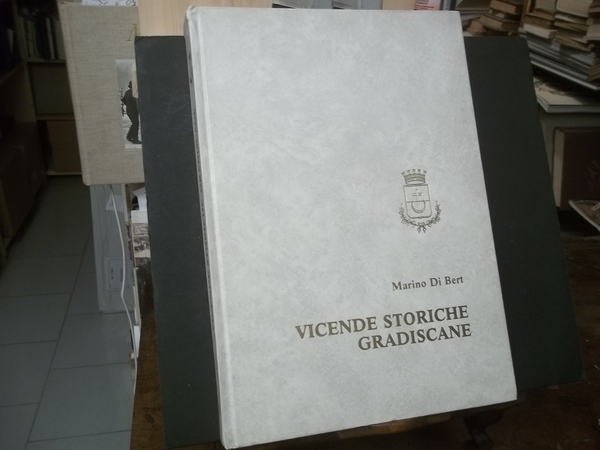 Marino Di Bert
VICENDE STORICHE
GRADISCANE